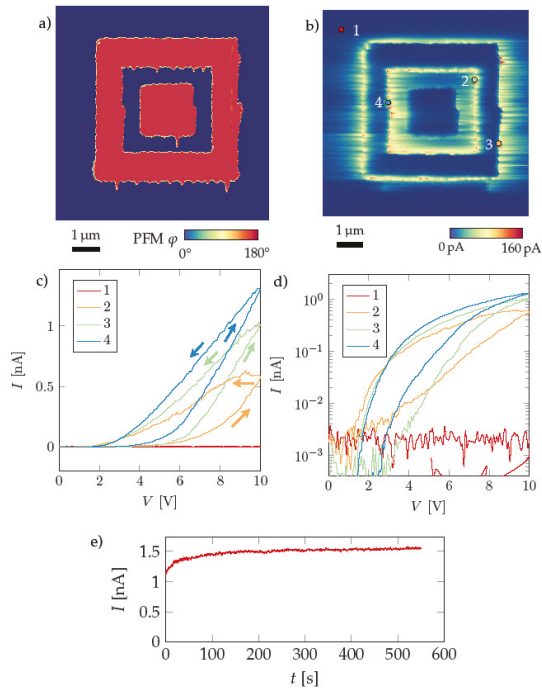 a)
1 µm
PFM φ
0°
180°
b)
1
2
3
4
1 µm
0 pA
160 pA
c)
1
2
3
4
1
0.5
0
I [nA]
0
2
4
6
8
10
V [V]
d)
1
2
3
4
10⁰
10⁻¹
10⁻²
10⁻³
I [nA]
0
2
4
6
8
10
V [V]
e)
1.5
1
0.5
0
I [nA]
0
100
200
300
400
500
600
t [s]